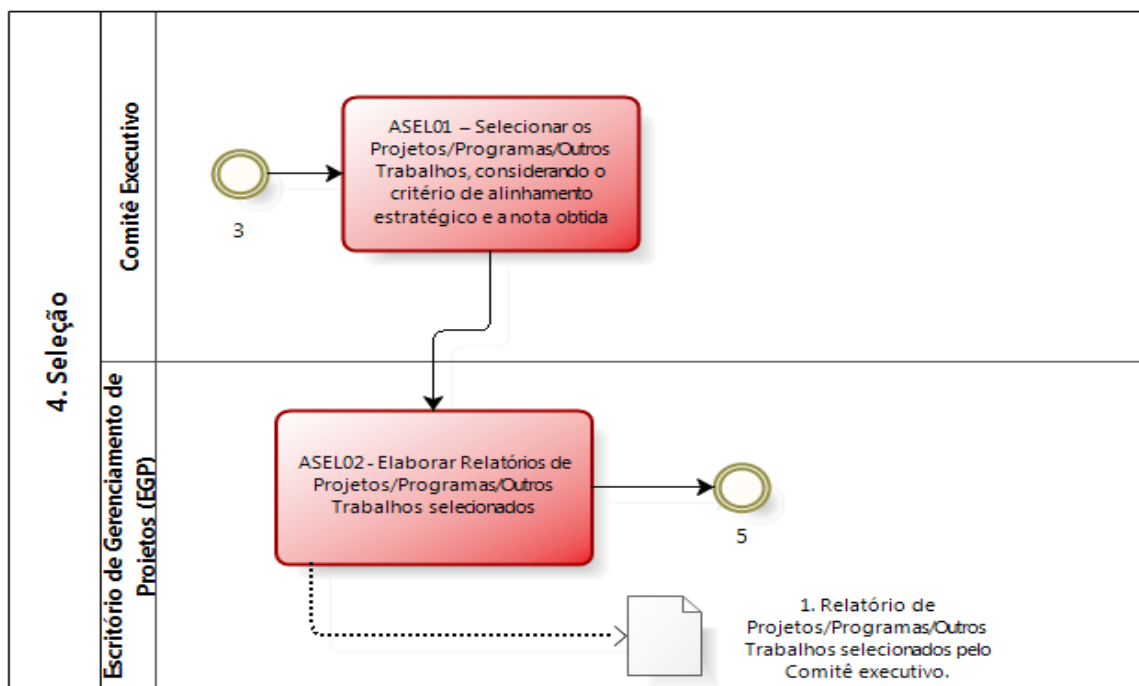 4. Seleção
Comitê Executivo
3
ASEL01 – Selecionar os
Projetos/Programas/Outros
Trabalhos, considerando o
critério de alinhamento
estratégico e a nota obtida
Escritório de Gerenciamento de
Projetos (EGP)
ASEL02 - Elaborar Relatórios de
Projetos/Programas/Outros
Trabalhos selecionados
5
1. Relatório de
Projetos/Programas/Outros
Trabalhos selecionados pelo
Comitê executivo.